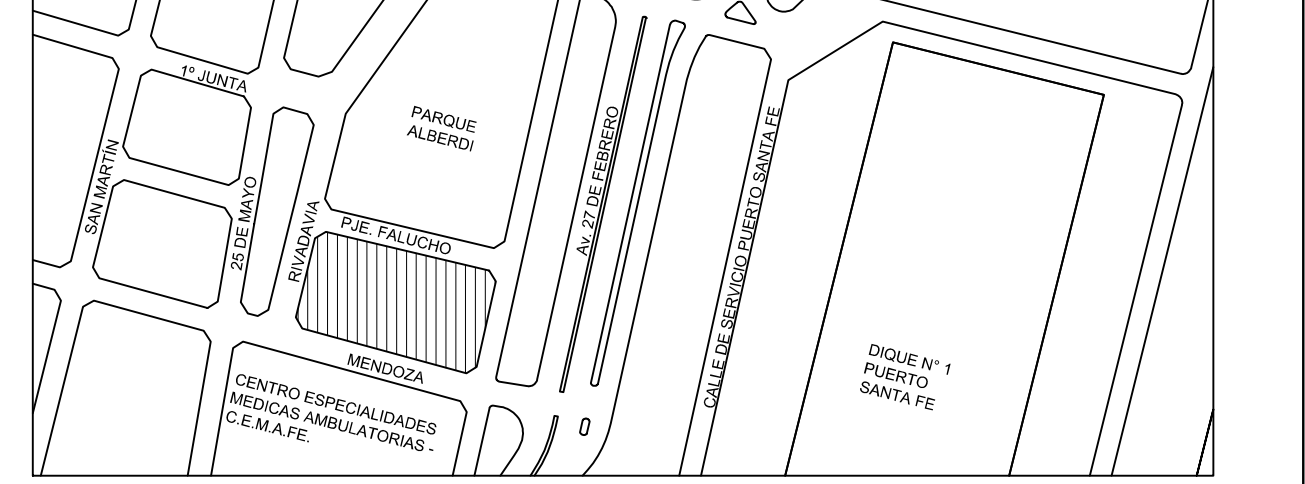 1º JUNTA
PARQUE
ALBERDI
SAN MARTÍN
25 DE MAYO
RIVADAVIA
PJE. FALUCHO
Av. 27 DE FEBRERO
CALLE DE SERVICIO PUERTO SANTA FE
MENDOZA
CENTRO ESPECIALIDADES
MEDICAS AMBULATORIAS -
C.E.M.A.FE.
DIQUE N° 1
PUERTO
SANTA FE